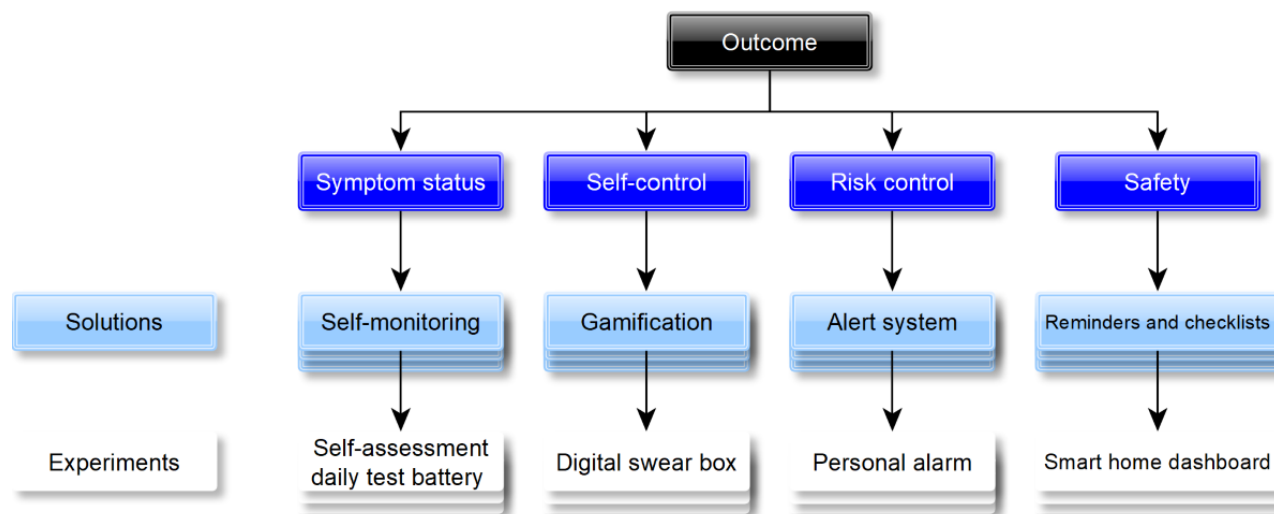 Outcome
Symptom status
Self-control
Risk control
Safety
Solutions
Self-monitoring
Gamification
Alert system
Reminders and checklists
Experiments
Self-assessment
daily test battery
Digital swear box
Personal alarm
Smart home dashboard